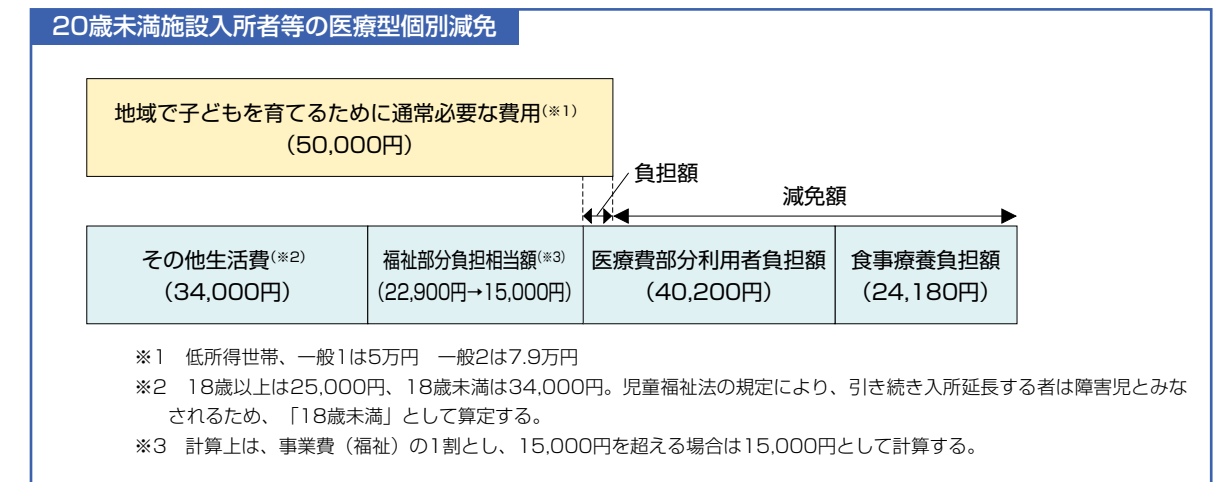 20歳未満施設入所者等の医療型個別減免
地域で子どもを育てるために通常必要な費用(※1)
(50,000円)
負担額
減免額
その他生活費(※2)
(34,000円)
福祉部分負担相当額(※3)
(22,900円→15,000円)
医療費部分利用者負担額
(40,200円)
食事療養負担額
(24,180円)
※1 低所得世帯、一般1は5万円 一般2は7.9万円
※2 18歳以上は25,000円、18歳未満は34,000円。児童福祉法の規定により、引き続き入所延長する者は障害児とみな
されるため、「18歳未満」として算定する。
※3 計算上は、事業費（福祉）の1割とし、15,000円を超える場合は15,000円として計算する。